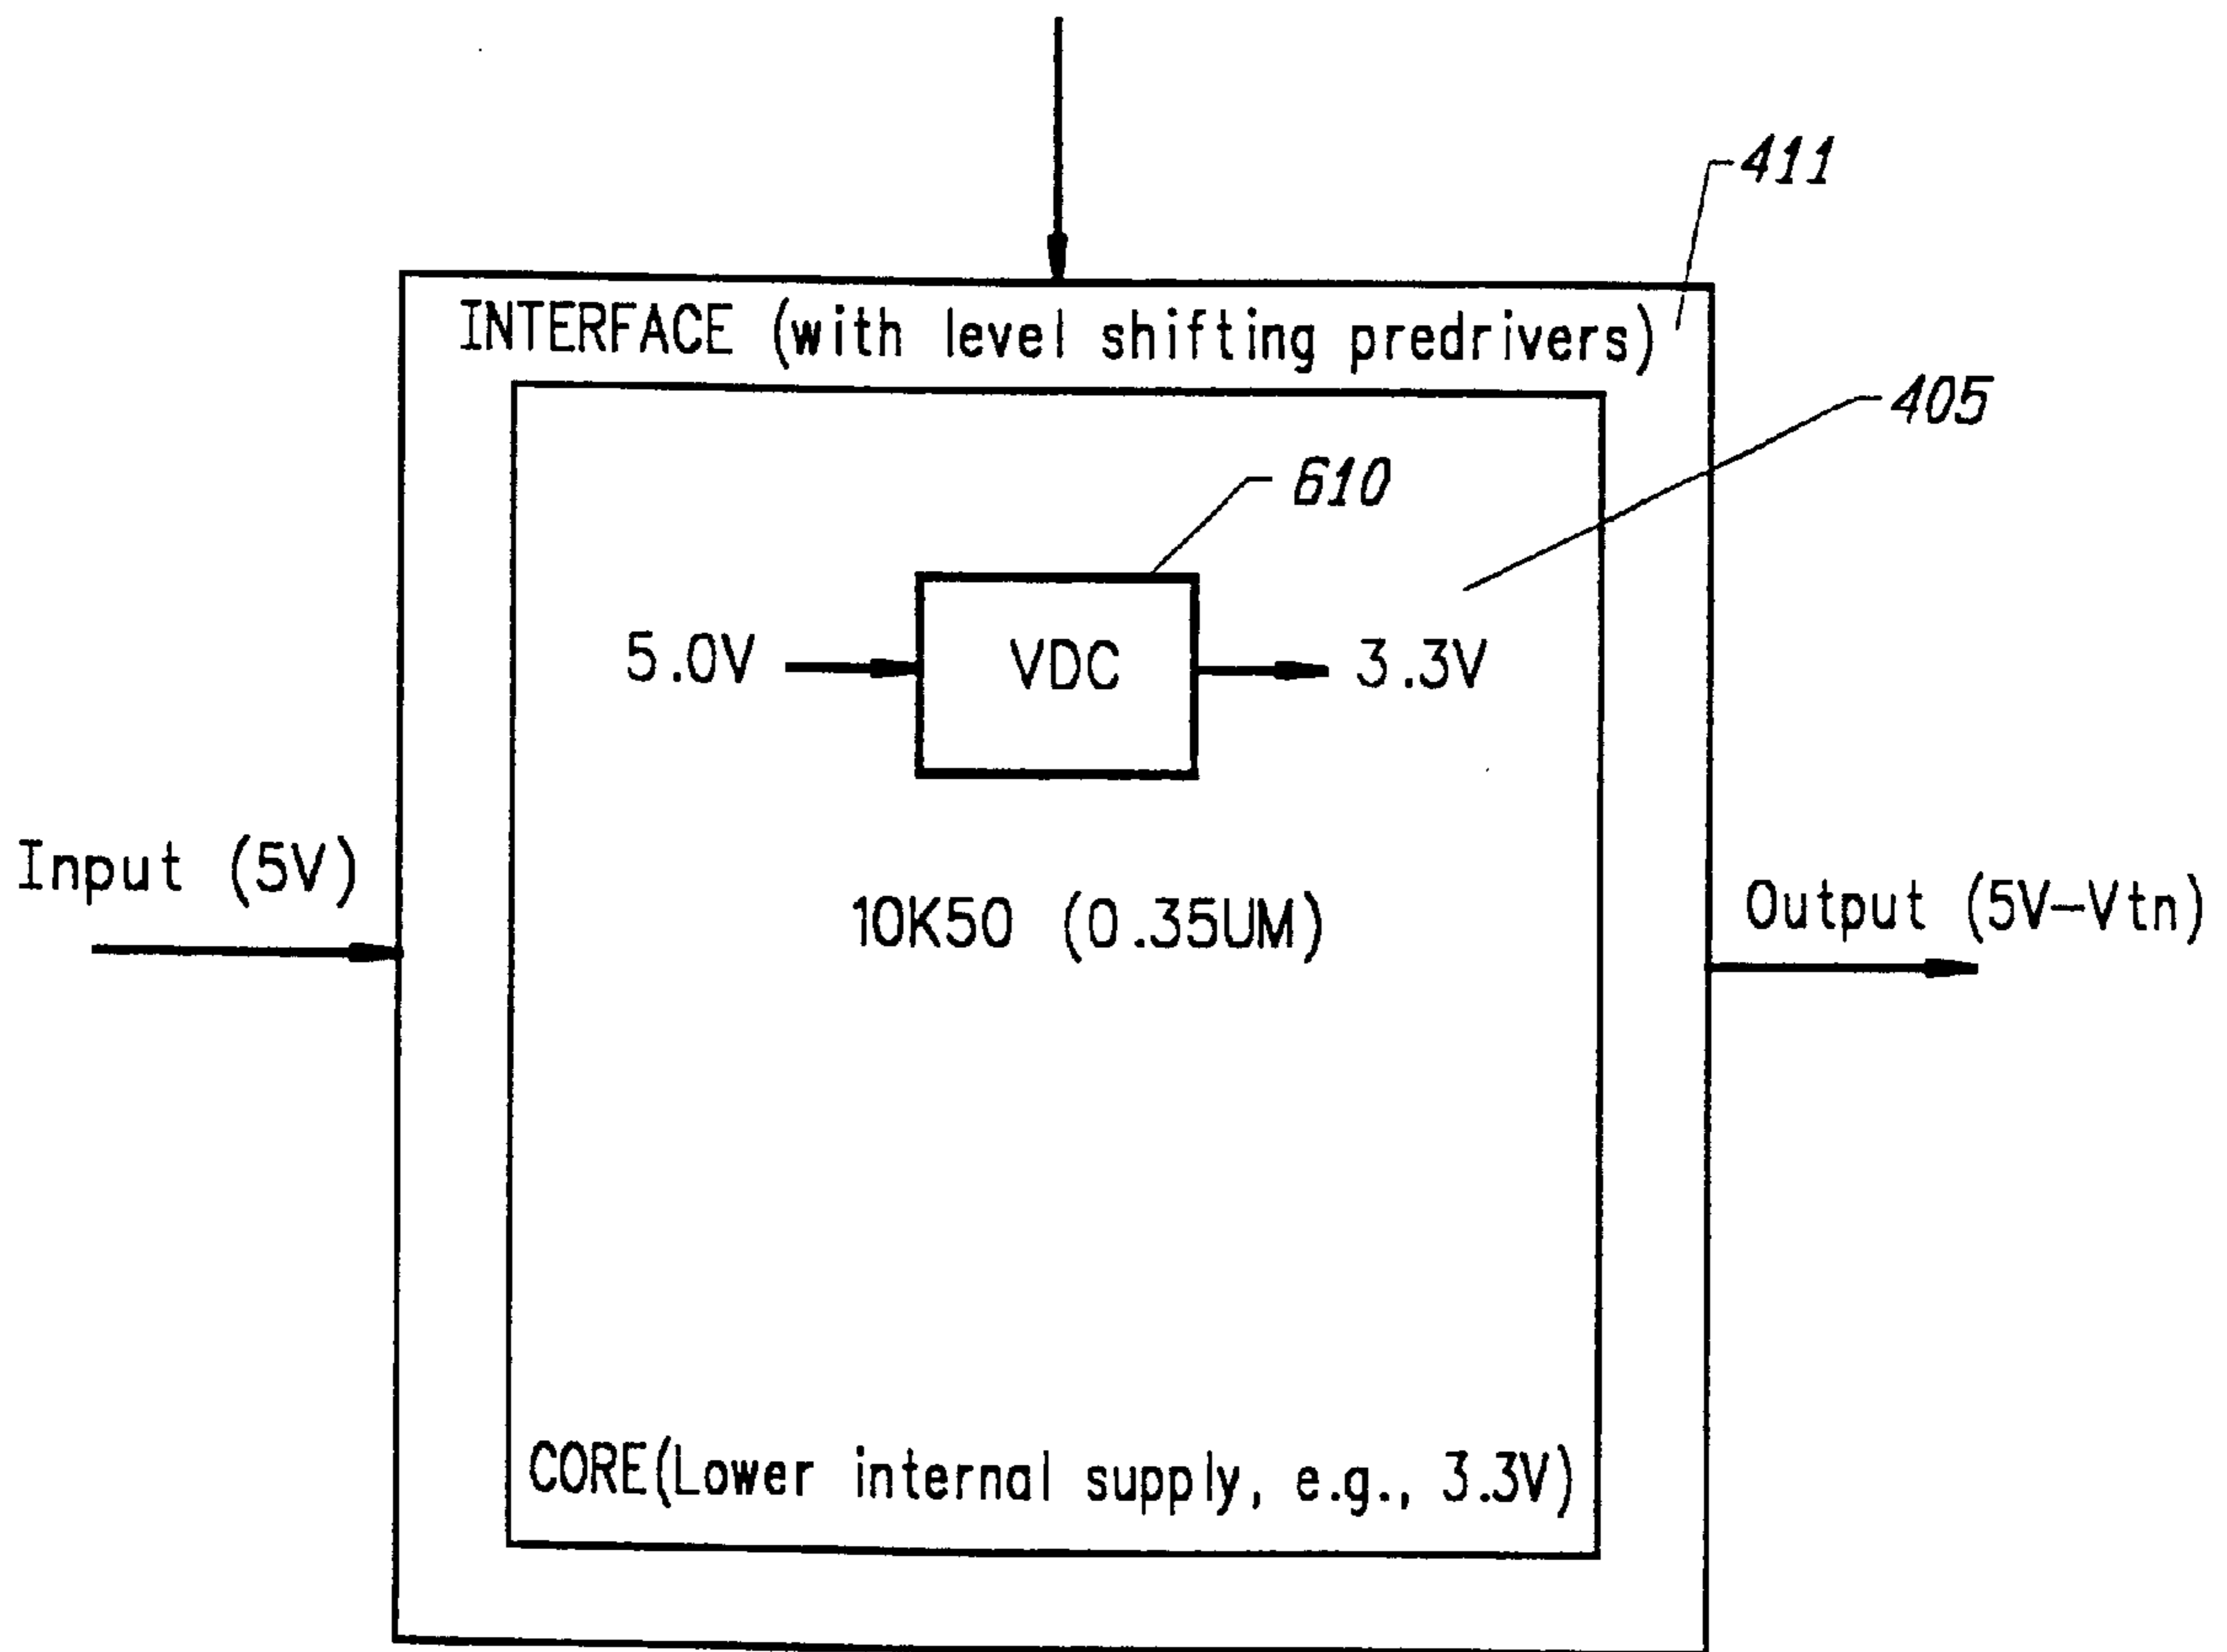 411
INTERFACE (with level shifting predrivers)
405
610
5.0V VDC 3.3V
Input (5V)
10K50 (0.35UM)
Output (5V-Vtn)
CORE(Lower internal supply, e.g., 3.3V)